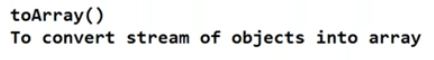 toArray()
To convert stream of objects into array